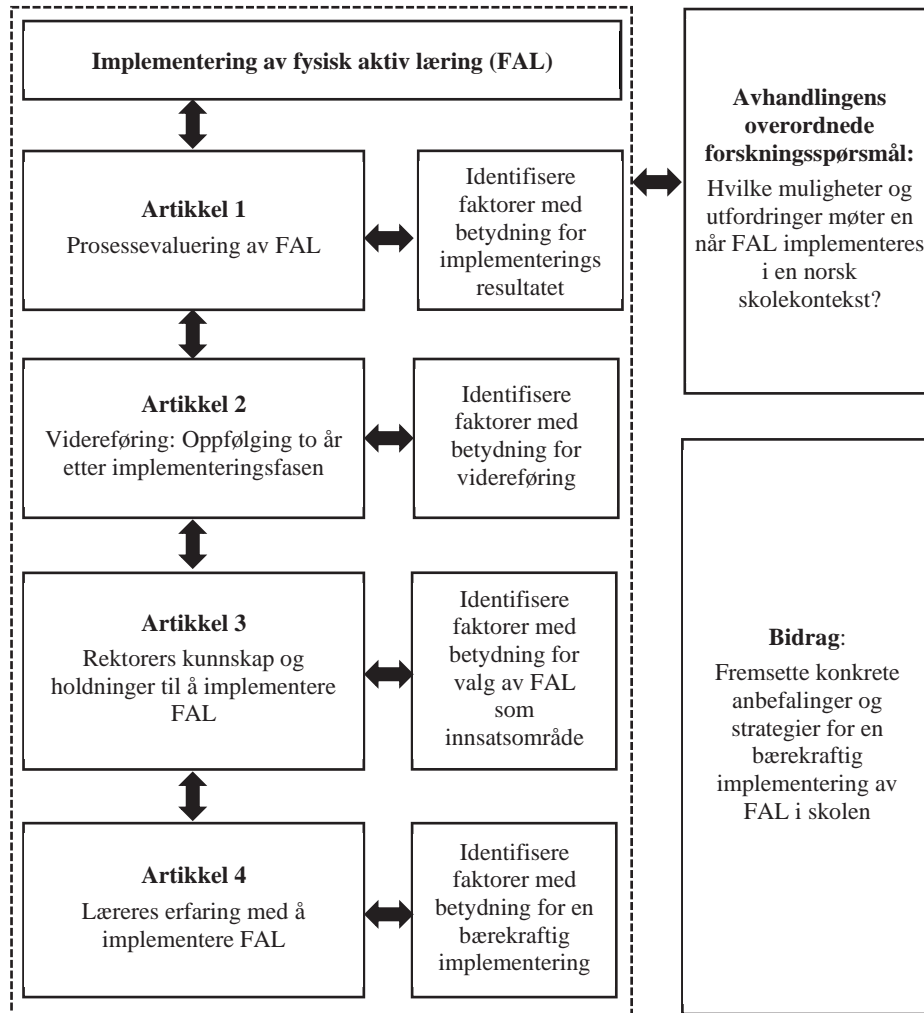 Implementering av fysisk aktiv læring (FAL)
Artikkel 1
Prosessevaluering av FAL
Identifisere
faktorer med
betydning for
implementerings
resultatet
Artikkel 2
Videreføring: Oppfølging to år
etter implementeringsfasen
Identifisere
faktorer med
betydning for
videreføring
Artikkel 3
Rektorers kunnskap og
holdninger til å implementere
FAL
Identifisere
faktorer med
betydning for
valg av FAL
som
innsatsområde
Artikkel 4
Læreres erfaring med å
implementere FAL
Identifisere
faktorer med
betydning for en
bærekraftig
implementering
Avhandlingens
overordnede
forskningsspørsmål:
Hvilke muligheter og
utfordringer møter en
når FAL implementeres
i en norsk
skolekontekst?
Bidrag:
Fremsette konkrete
anbefalinger og
strategier for en
bærekraftig
implementering av
FAL i skolen